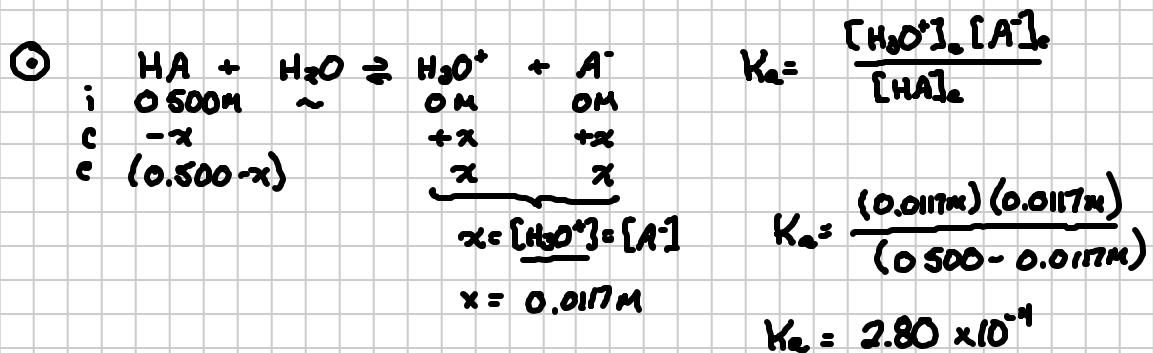 HA + H₂O ⇌ H₃O⁺ + A⁻
i 0 500M ~ 0M 0M
c -x +x +x
e (0.500-x) x x
x = [H₃O⁺] = [A⁻]
x = 0.0117M
Ka = [H₃O⁺]e [A⁻]e / [HA]e
Ka = (0.0117M)(0.0117M) / (0 500 - 0.0117M)
Ka = 2.80 x10⁻⁴